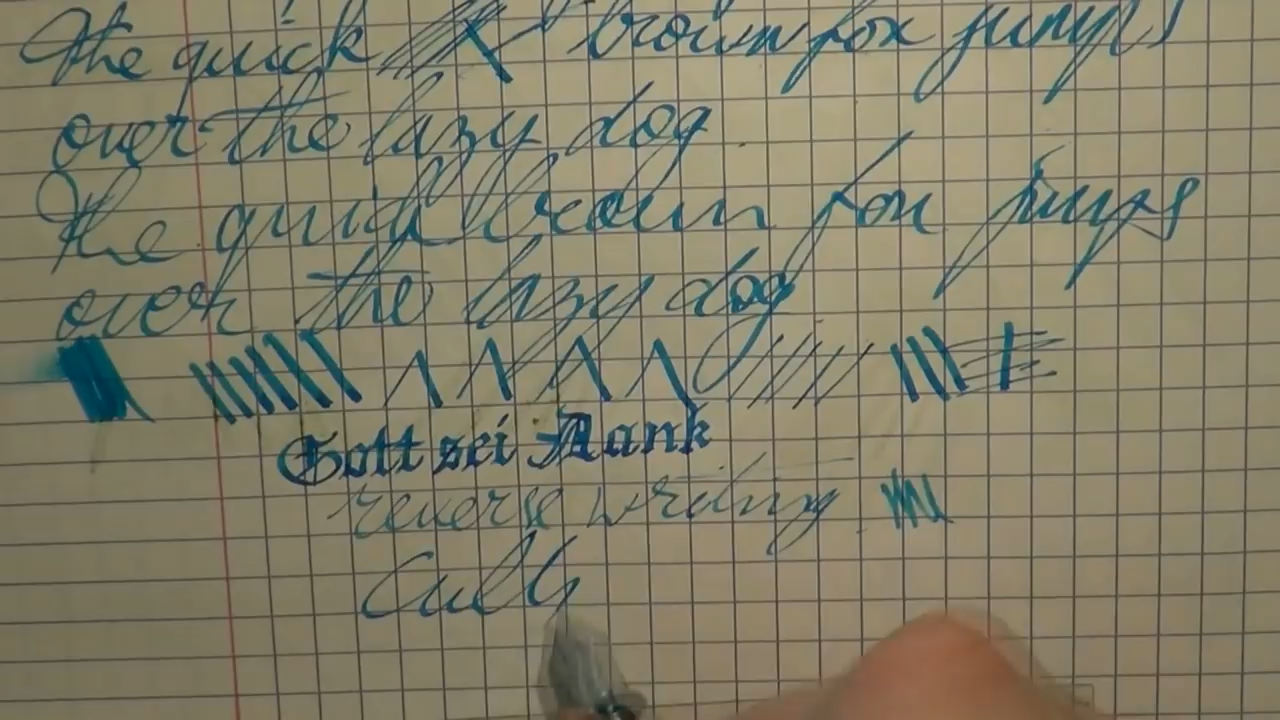 the quick brown fox jumps
over the lazy dog
the quick brown fox jumps
over the lazy dog
Gott sei Dank
reverse writing